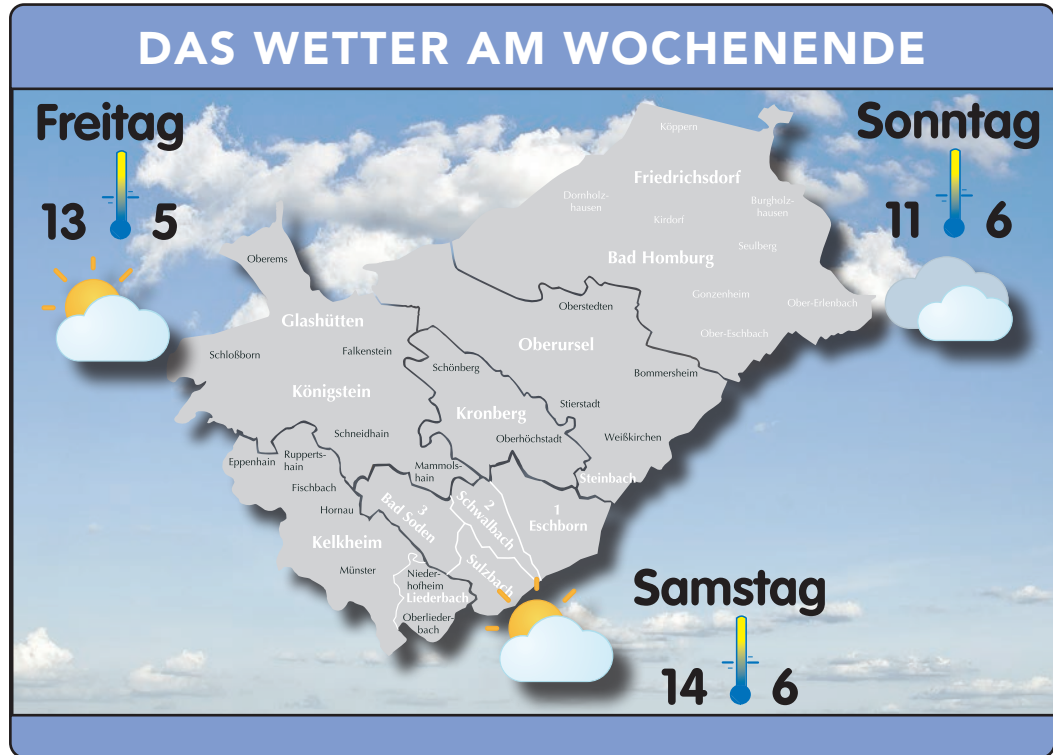 DAS WETTER AM WOCHENENDE
Freitag
13 5
Sonntag
11 6
Köppern
Friedrichsdorf
Dornholz-
hausen
Burgholz-
hausen
Kirdorf
Seulberg
Bad Homburg
Oberems
Gonzenheim
Ober-Erlenbach
Oberstedten
Glashütten
Ober-Eschbach
Oberursel
Schloßborn
Falkenstein
Schönberg
Bommersheim
Königstein
Stierstadt
Kronberg
Schneidhain
Oberhöchstadt
Weißkirchen
Eppenhain
Rupperts-
hain
Mammols-
hain
Steinbach
Fischbach
Hornau
3
Bad Soden
2
Schwalbach
1
Eschborn
Kelkheim
Münster
Nieder-
hofheim
Sulzbach
Liederbach
Oberlieder-
bach
Samstag
14 6